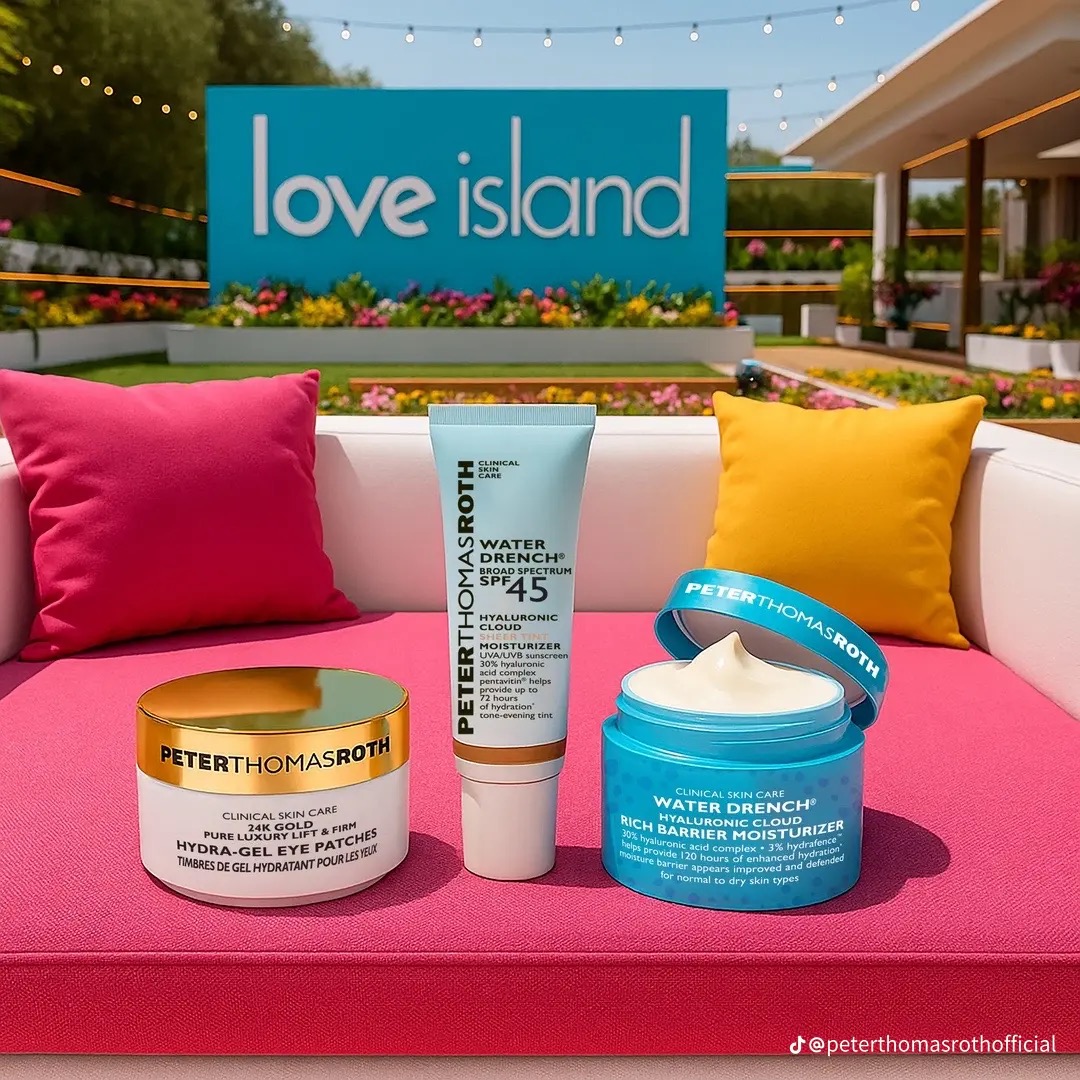 love island
PETERTHOMASROTH
CLINICAL SKIN CARE
24K GOLD
PURE LUXURY LIFT & FIRM
HYDRA-GEL EYE PATCHES
TIMBRES DE GEL HYDRATANT POUR LES YEUX
PETERTHOMASROTH
CLINICAL
SKIN
CARE
WATER
DRENCH®
BROAD SPECTRUM
SPF45
HYALURONIC
CLOUD
SHEER TINT
MOISTURIZER
UVA/UVB sunscreen
30% hyaluronic
acid complex
pentavitin® helps
provide up to
72 hours
of hydration*
tone-evening tint
PETERTHOMASROTH
CLINICAL SKIN CARE
WATER DRENCH®
HYALURONIC CLOUD
RICH BARRIER MOISTURIZER
30% hyaluronic acid complex • 3% hydrafence™
helps provide 120 hours of enhanced hydration*
moisture barrier appears improved and defended
for normal to dry skin types
@peterthomasrothofficial